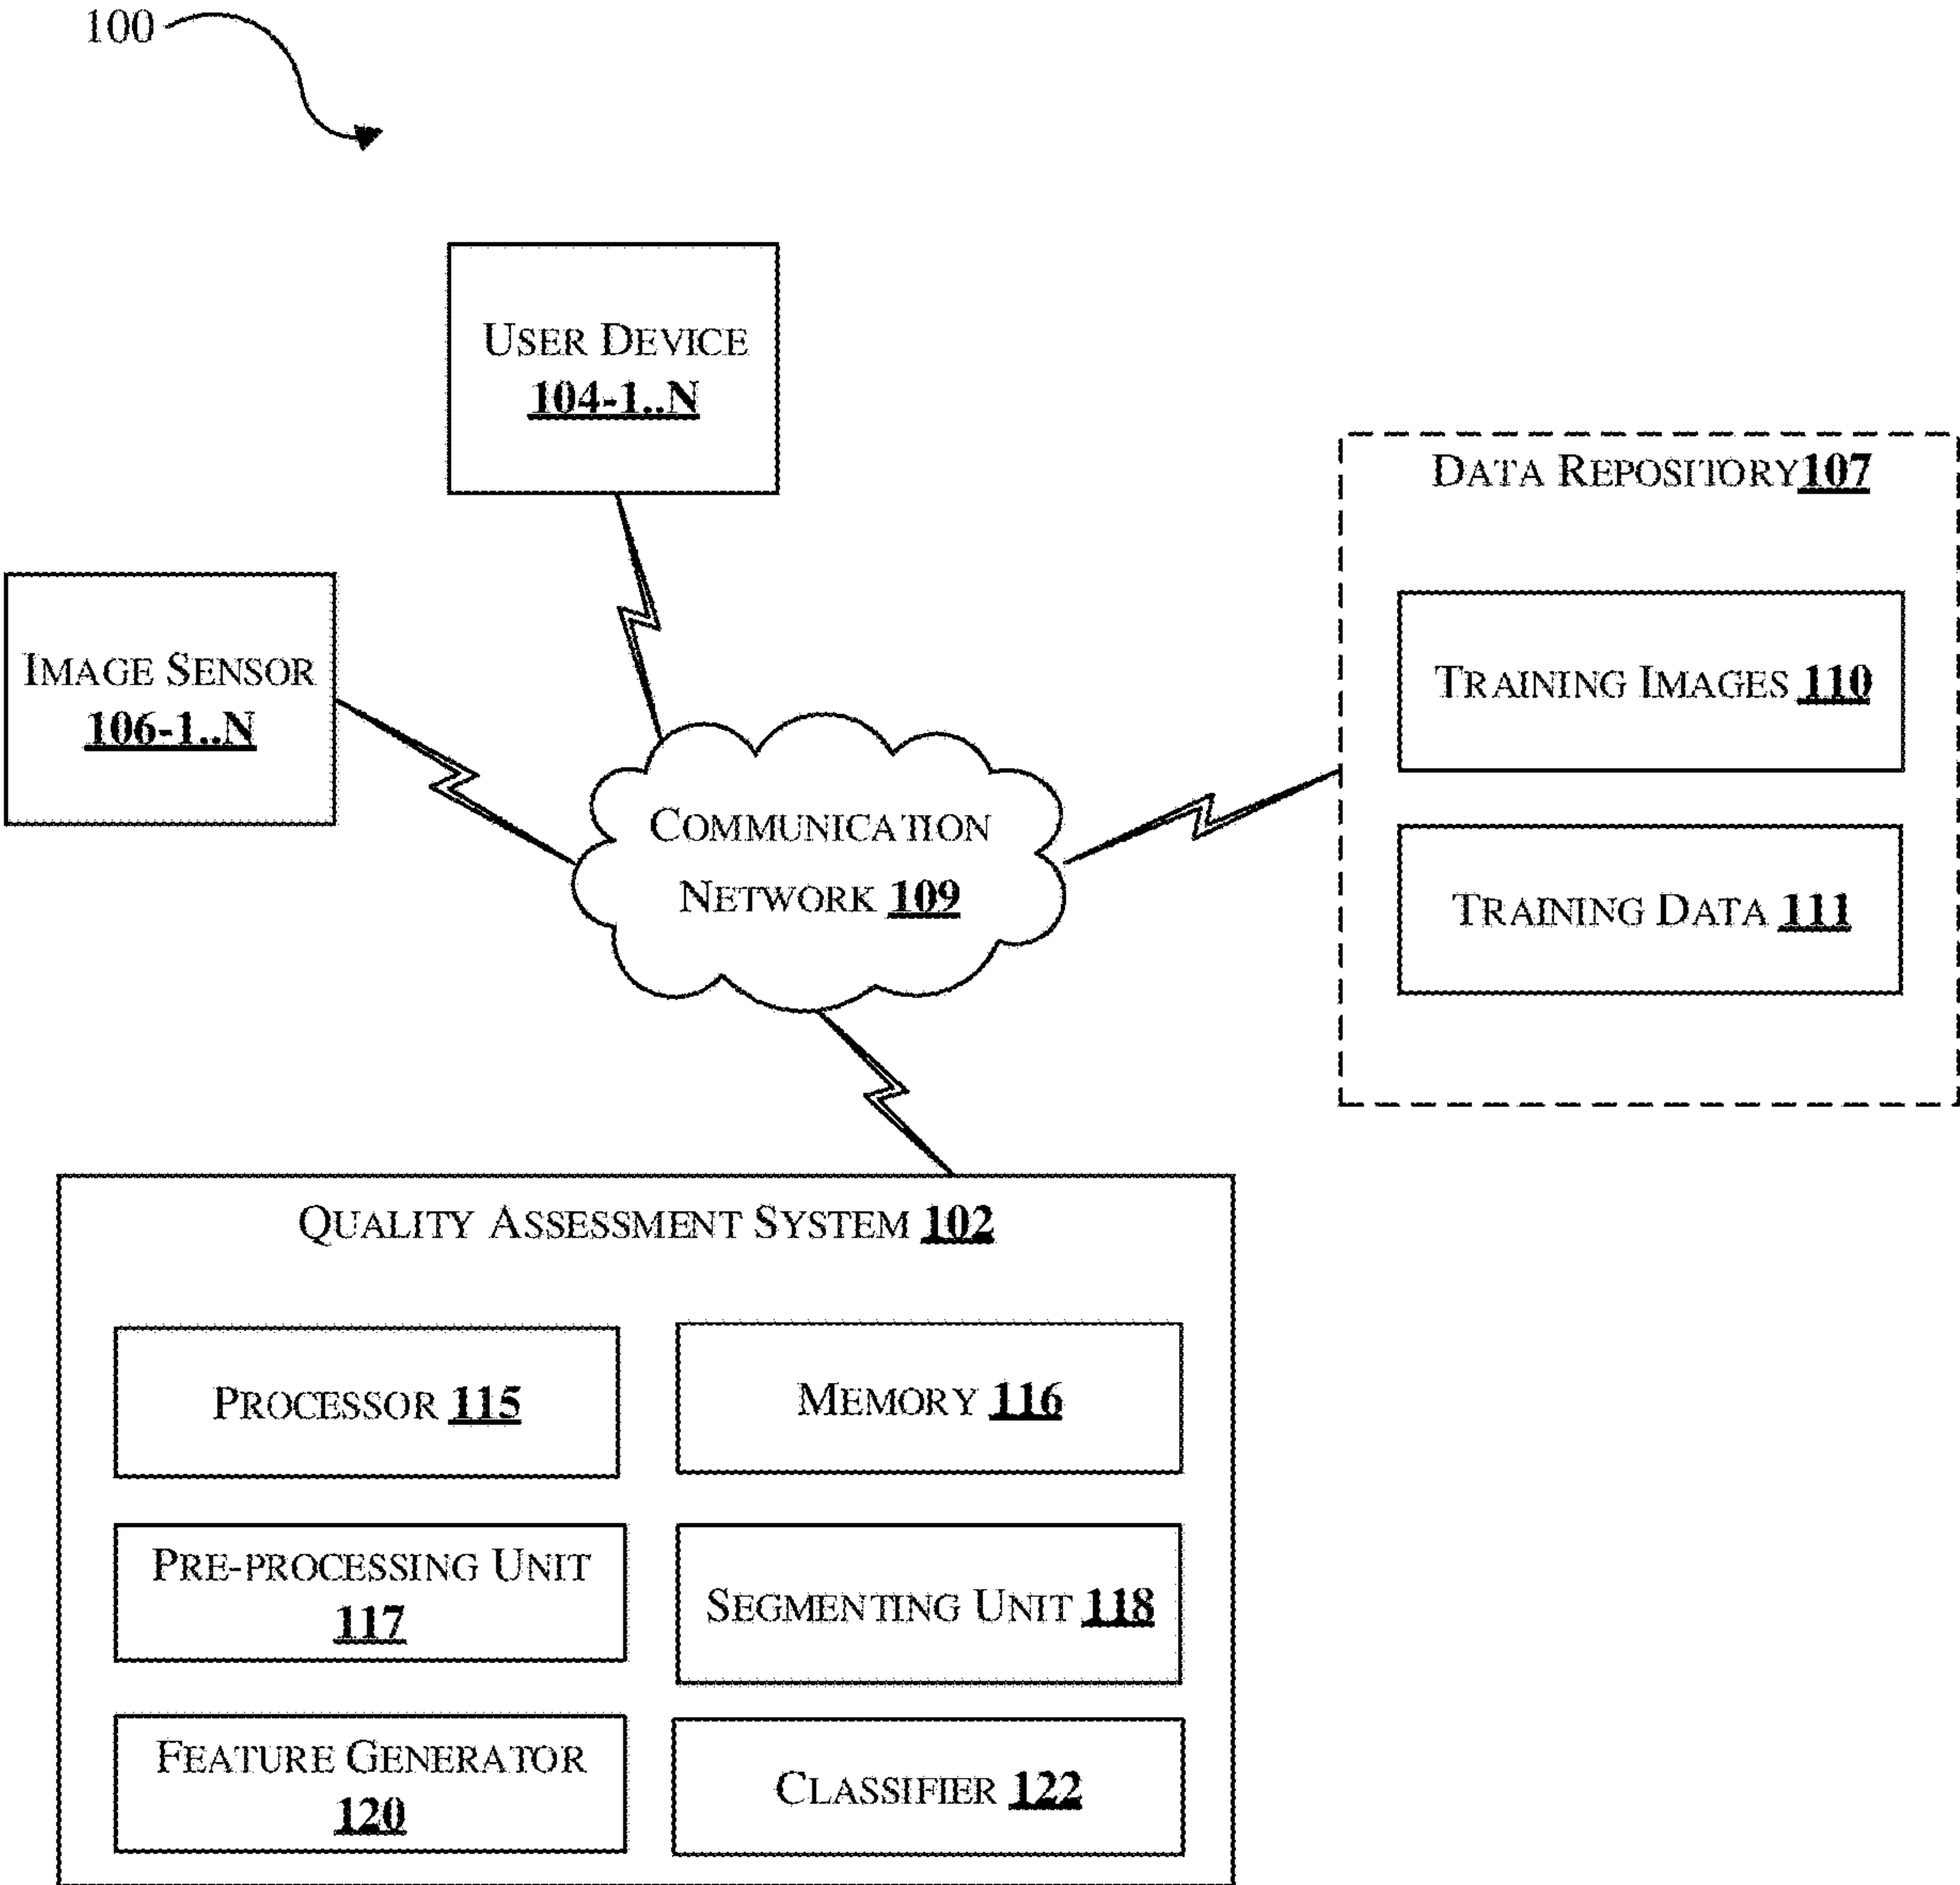 100
USER DEVICE
104-1..N
DATA REPOSITORY107
IMAGE SENSOR
106-1..N
TRAINING IMAGES 110
COMMUNICATION
NETWORK 109
TRAINING DATA 111
QUALITY ASSESSMENT SYSTEM 102
PROCESSOR 115
MEMORY 116
PRE-PROCESSING UNIT
117
SEGMENTING UNIT 118
FEATURE GENERATOR
120
CLASSIFIER 122